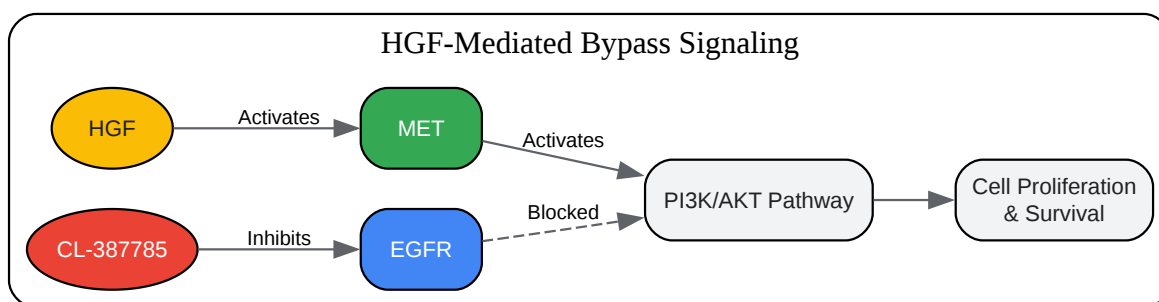 HGF-Mediated Bypass Signaling
HGF
Activates
MET
Activates
CL-387785
Inhibits
EGFR
Blocked
PI3K/AKT Pathway
Cell Proliferation
& Survival